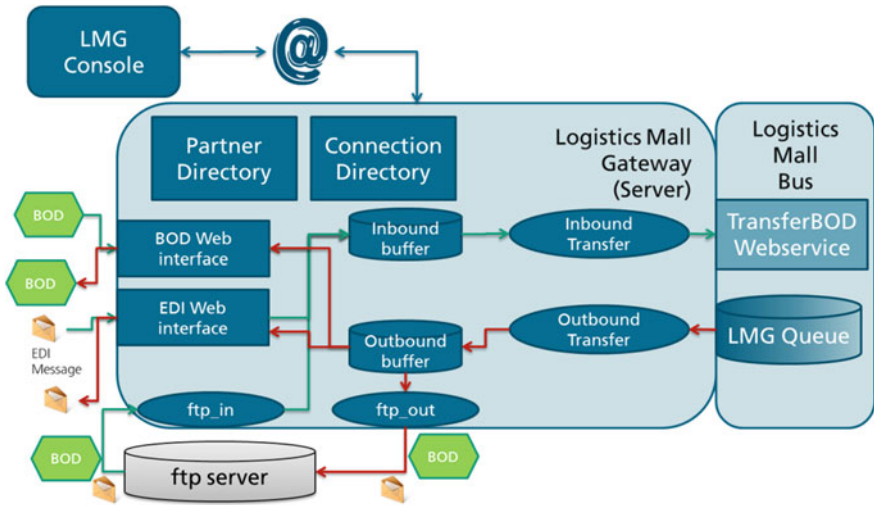 LMG
Console
@
Partner
Directory
Connection
Directory
Logistics Mall
Gateway
(Server)
Logistics
Mall
Bus
BOD
BOD Web
interface
Inbound
buffer
Inbound
Transfer
TransferBOD
Webservice
BOD
EDI Web
interface
EDI
Message
Outbound
buffer
Outbound
Transfer
LMG Queue
ftp_in
ftp_out
BOD
BOD
ftp server